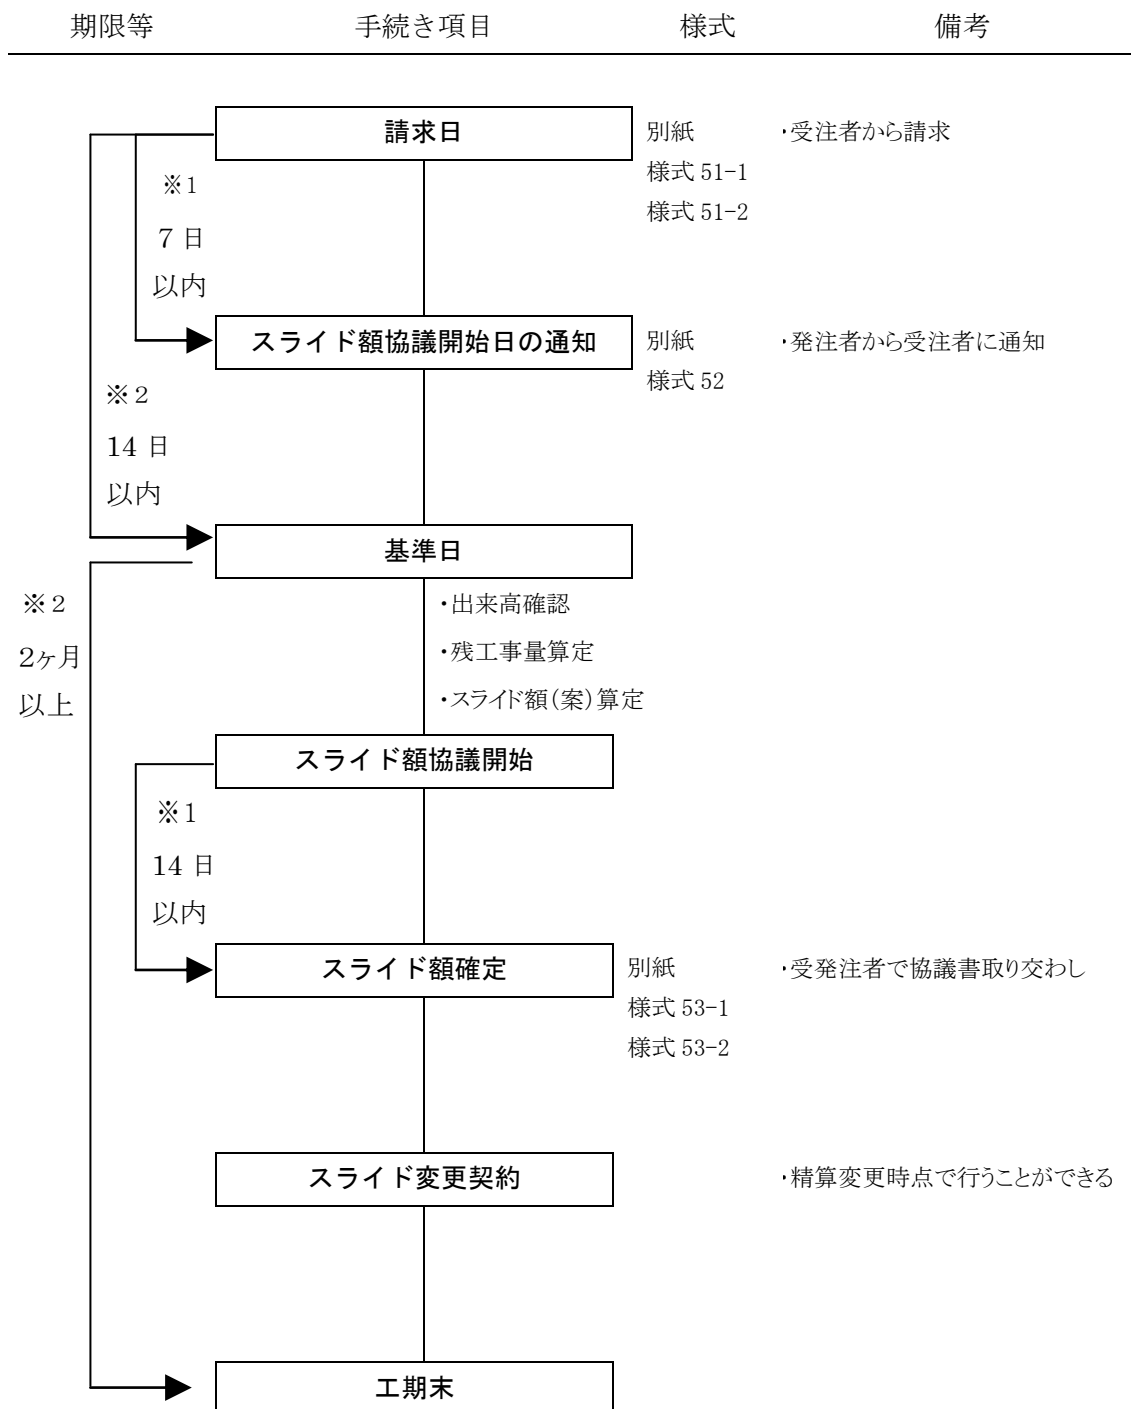 期限等 手続き項目 様式 備考
請求日 別紙 ・受注者から請求
様式 51-1
※1
様式 51-2
7 日
以内
スライド額協議開始日の通知 別紙 ・発注者から受注者に通知
様式 52
※2
14 日
以内
基準日
※2 ・出来高確認
2ヶ月 ・残工事量算定
以上 ・スライド額(案)算定
スライド額協議開始
※1
14 日
以内
スライド額確定 別紙 ・受発注者で協議書取り交わし
様式 53-1
様式 53-2
スライド変更契約 ・精算変更時点で行うことができる
工期末